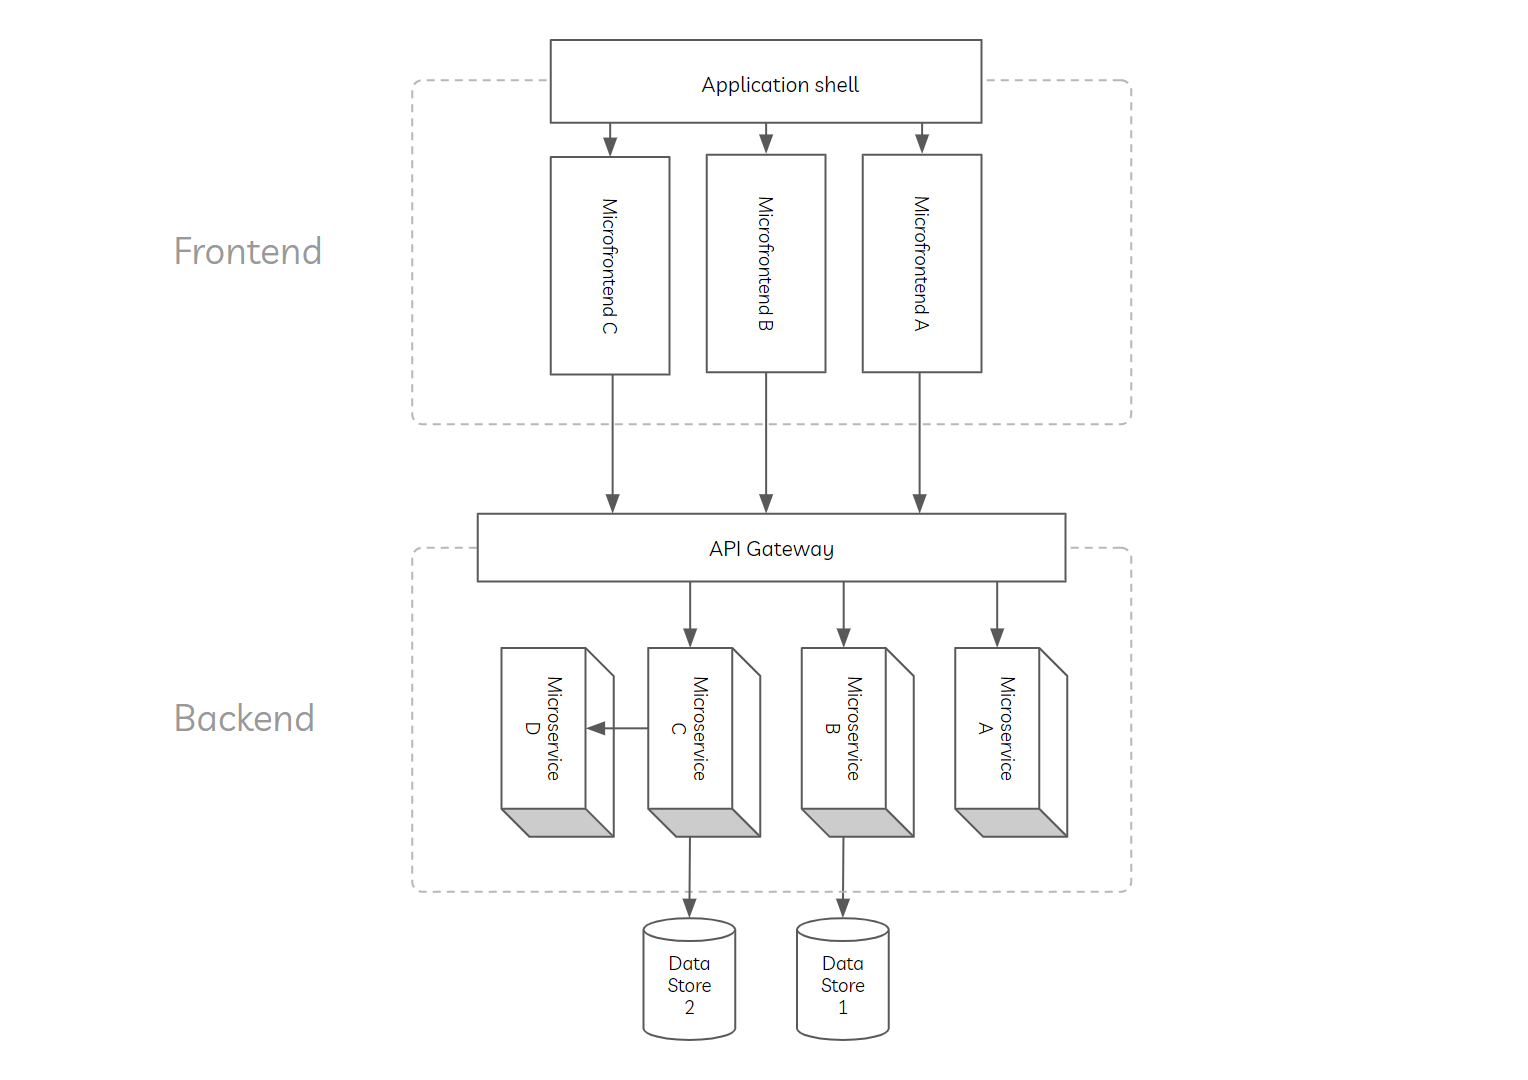 Application shell
Frontend
Microfrontend C
Microfrontend B
Microfrontend A
API Gateway
Backend
Microservice
D
Microservice
C
Microservice
B
Microservice
A
Data
Store
2
Data
Store
1